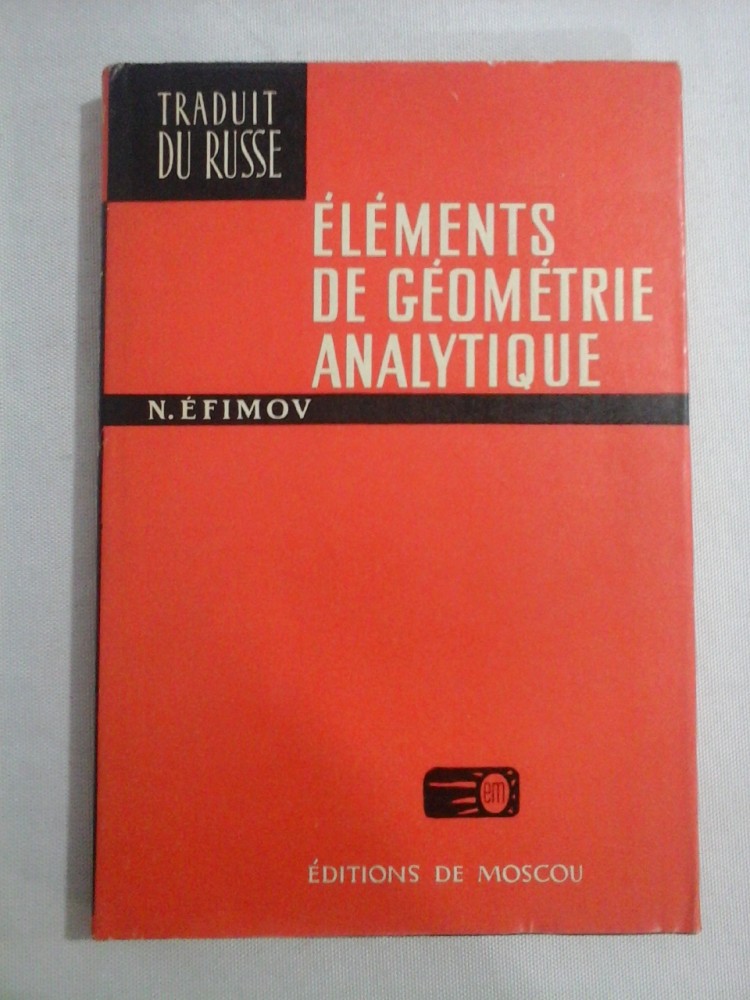 TRADUIT
DU RUSSE
ÉLÉMENTS
DE GÉOMÉTRIE
ANALYTIQUE
N. ÉFIMOV
em
ÉDITIONS DE MOSCOU